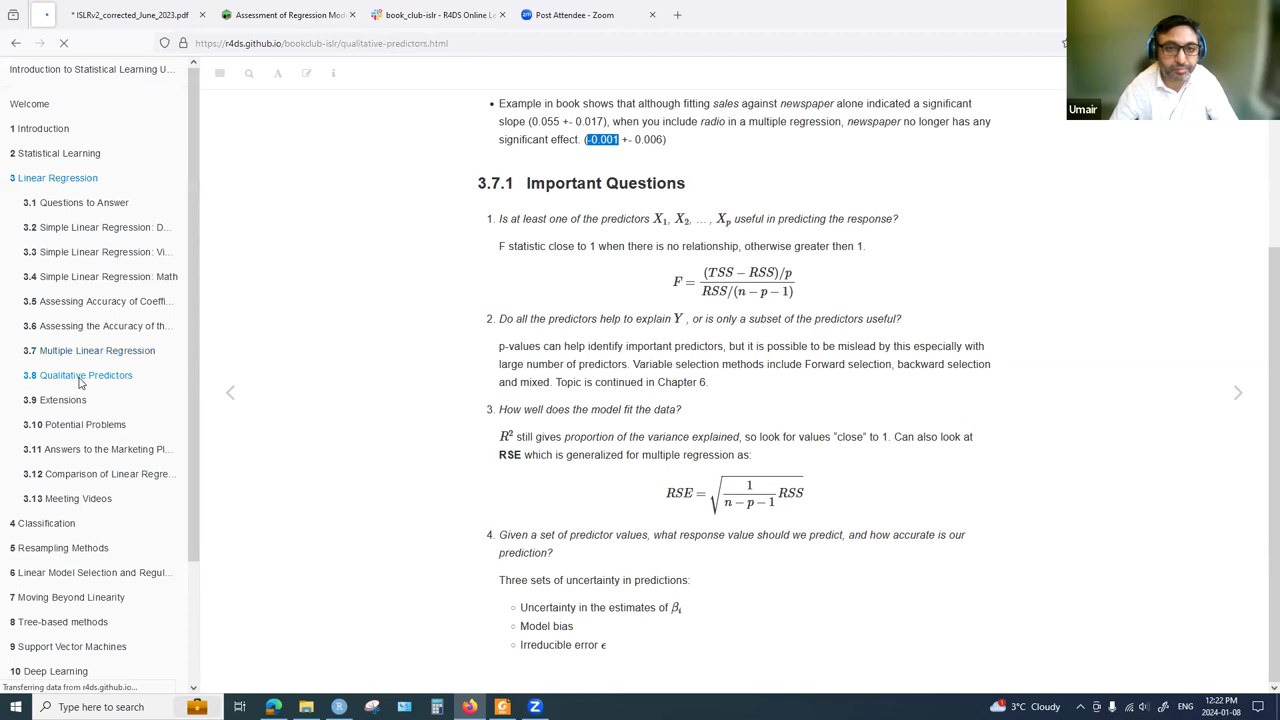 ISLRv2_corrected_June_2023.pdf
Assessment of Regression Mode
book_club-islr - R4DS Online Le
Post Attendee - Zoom
https://r4ds.github.io/bookclub-islr/qualitative-predictors.html
Umair
Introduction to Statistical Learning U...
Welcome
1 Introduction
2 Statistical Learning
3 Linear Regression
3.1 Questions to Answer
3.2 Simple Linear Regression: D...
3.3 Simple Linear Regression: Vi...
3.4 Simple Linear Regression: Math
3.5 Assessing Accuracy of Coeffi...
3.6 Assessing the Accuracy of th...
3.7 Multiple Linear Regression
3.8 Qualitative Predictors
3.9 Extensions
3.10 Potential Problems
3.11 Answers to the Marketing Pl...
3.12 Comparison of Linear Regre...
3.13 Meeting Videos
4 Classification
5 Resampling Methods
6 Linear Model Selection and Regul...
7 Moving Beyond Linearity
8 Tree-based methods
9 Support Vector Machines
10 Deep Learning
Transferring data from r4ds.github.io...
• Example in book shows that although fitting sales against newspaper alone indicated a significant
slope (0.055 +- 0.017), when you include radio in a multiple regression, newspaper no longer has any
significant effect. (-0.001 +- 0.006)
3.7.1 Important Questions
1. Is at least one of the predictors X1, X2, ... , Xp useful in predicting the response?
F statistic close to 1 when there is no relationship, otherwise greater then 1.
F = (TSS − RSS)/p
RSS/(n − p − 1)
2. Do all the predictors help to explain Y , or is only a subset of the predictors useful?
p-values can help identify important predictors, but it is possible to be mislead by this especially with
large number of predictors. Variable selection methods include Forward selection, backward selection
and mixed. Topic is continued in Chapter 6.
3. How well does the model fit the data?
R² still gives proportion of the variance explained, so look for values "close" to 1. Can also look at
RSE which is generalized for multiple regression as:
RSE = √ 1
n − p − 1 RSS
4. Given a set of predictor values, what response value should we predict, and how accurate is our
prediction?
Three sets of uncertainty in predictions:
○ Uncertainty in the estimates of βi
○ Model bias
○ Irreducible error ϵ
Type here to search
3°C Cloudy
ENG
12:22 PM
2024-01-08